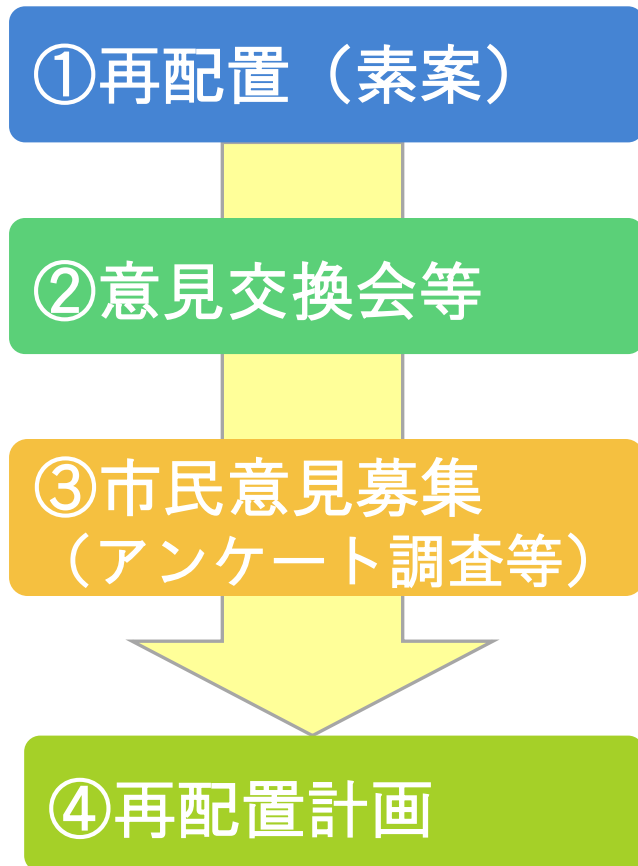 ①再配置（素案）
②意見交換会等
③市民意見募集
（アンケート調査等）
④再配置計画